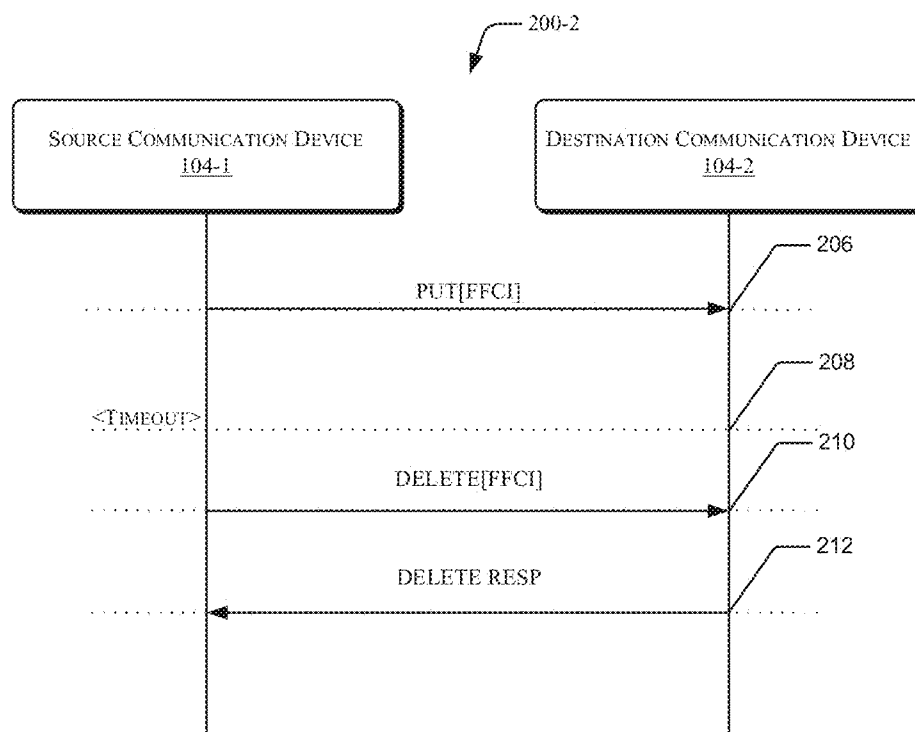 200-2
SOURCE COMMUNICATION DEVICE
104-1
DESTINATION COMMUNICATION DEVICE
104-2
206
PUT[FFCI]
208
<TIMEOUT>
210
DELETE[FFCI]
212
DELETE RESP